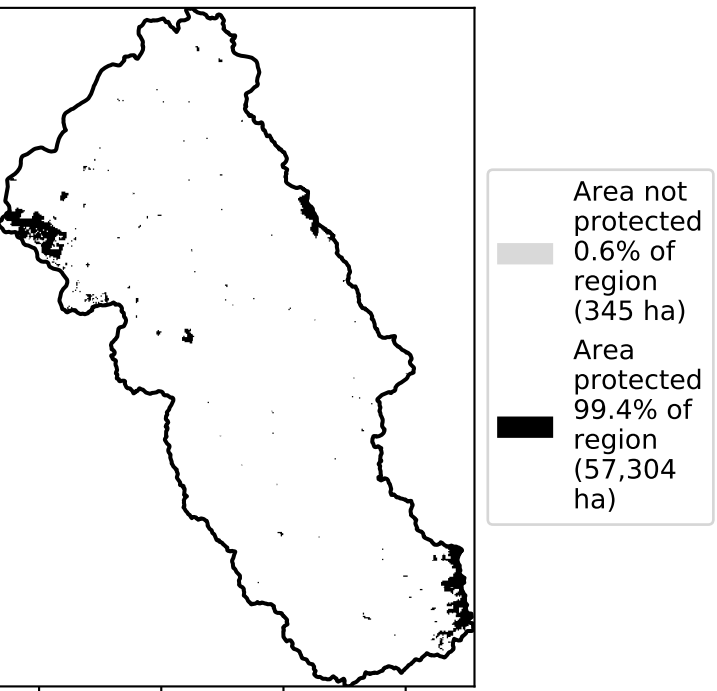 Area not
protected
0.6% of
region
(345 ha)
Area
protected
99.4% of
region
(57,304
ha)